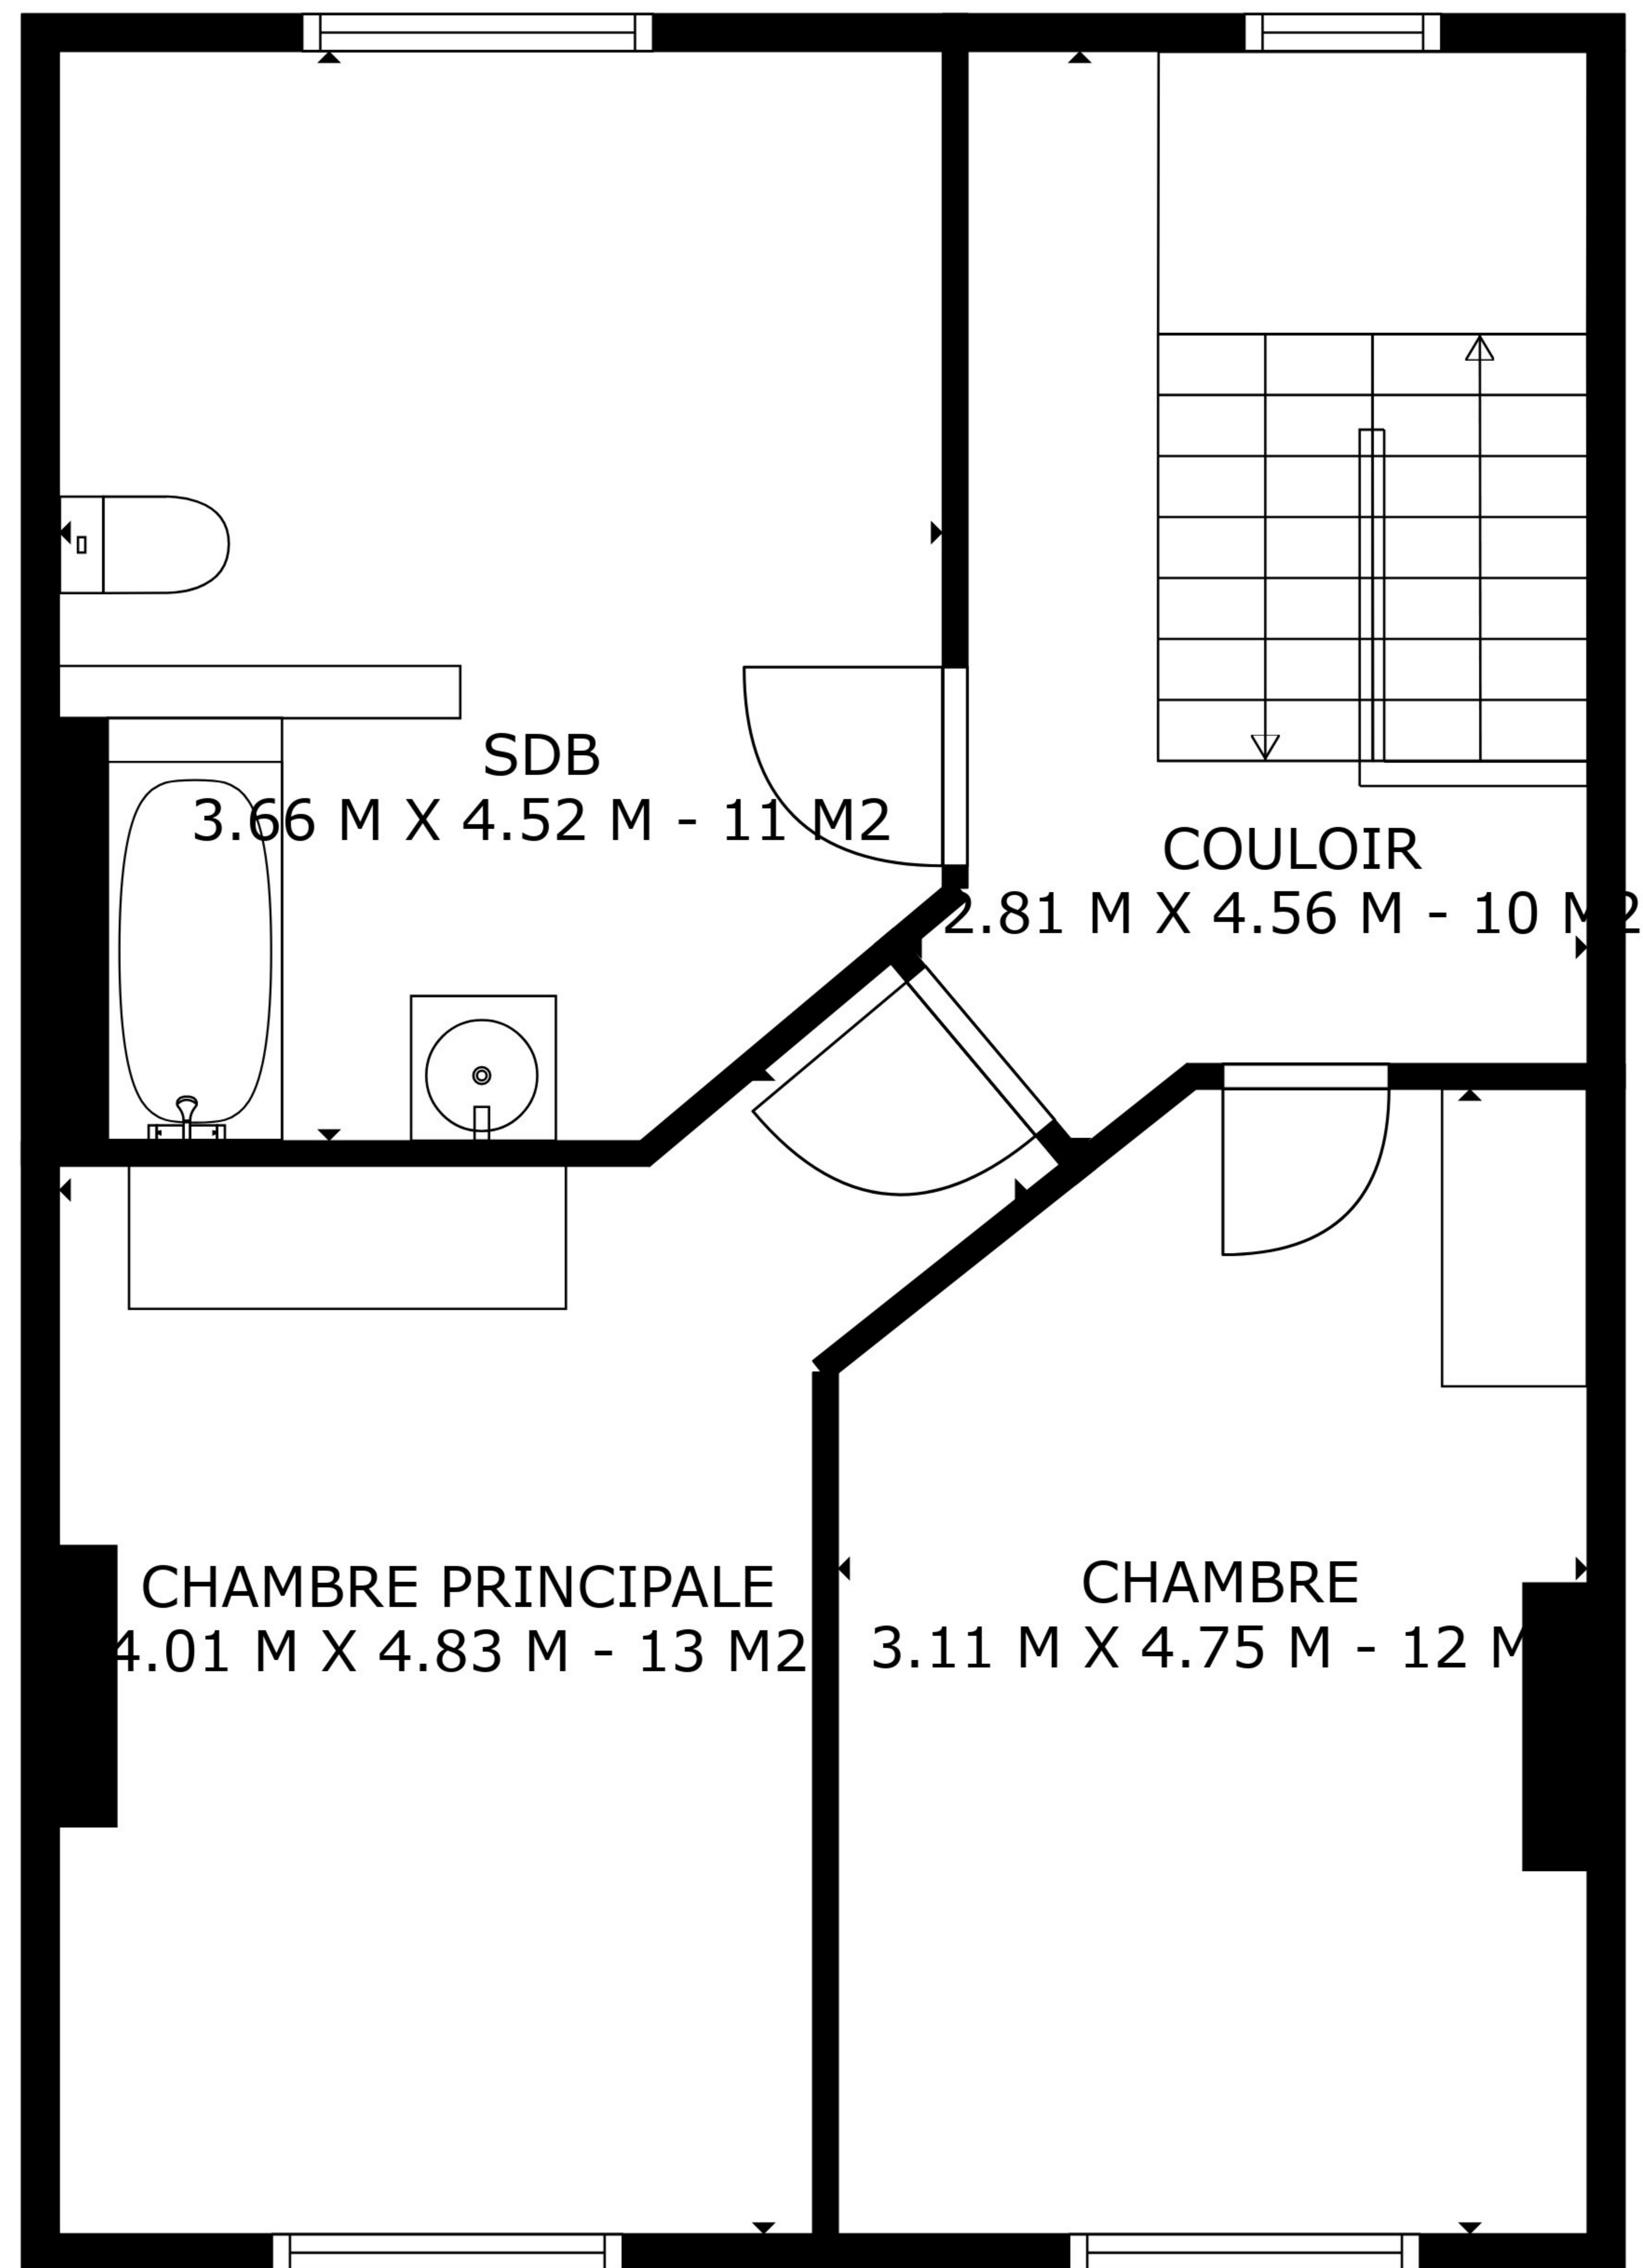 SDB
3.66 M X 4.52 M - 11 M2
COULOIR
2.81 M X 4.56 M - 10 M2
CHAMBRE PRINCIPALE
4.01 M X 4.83 M - 13 M2
CHAMBRE
3.11 M X 4.75 M - 12 M